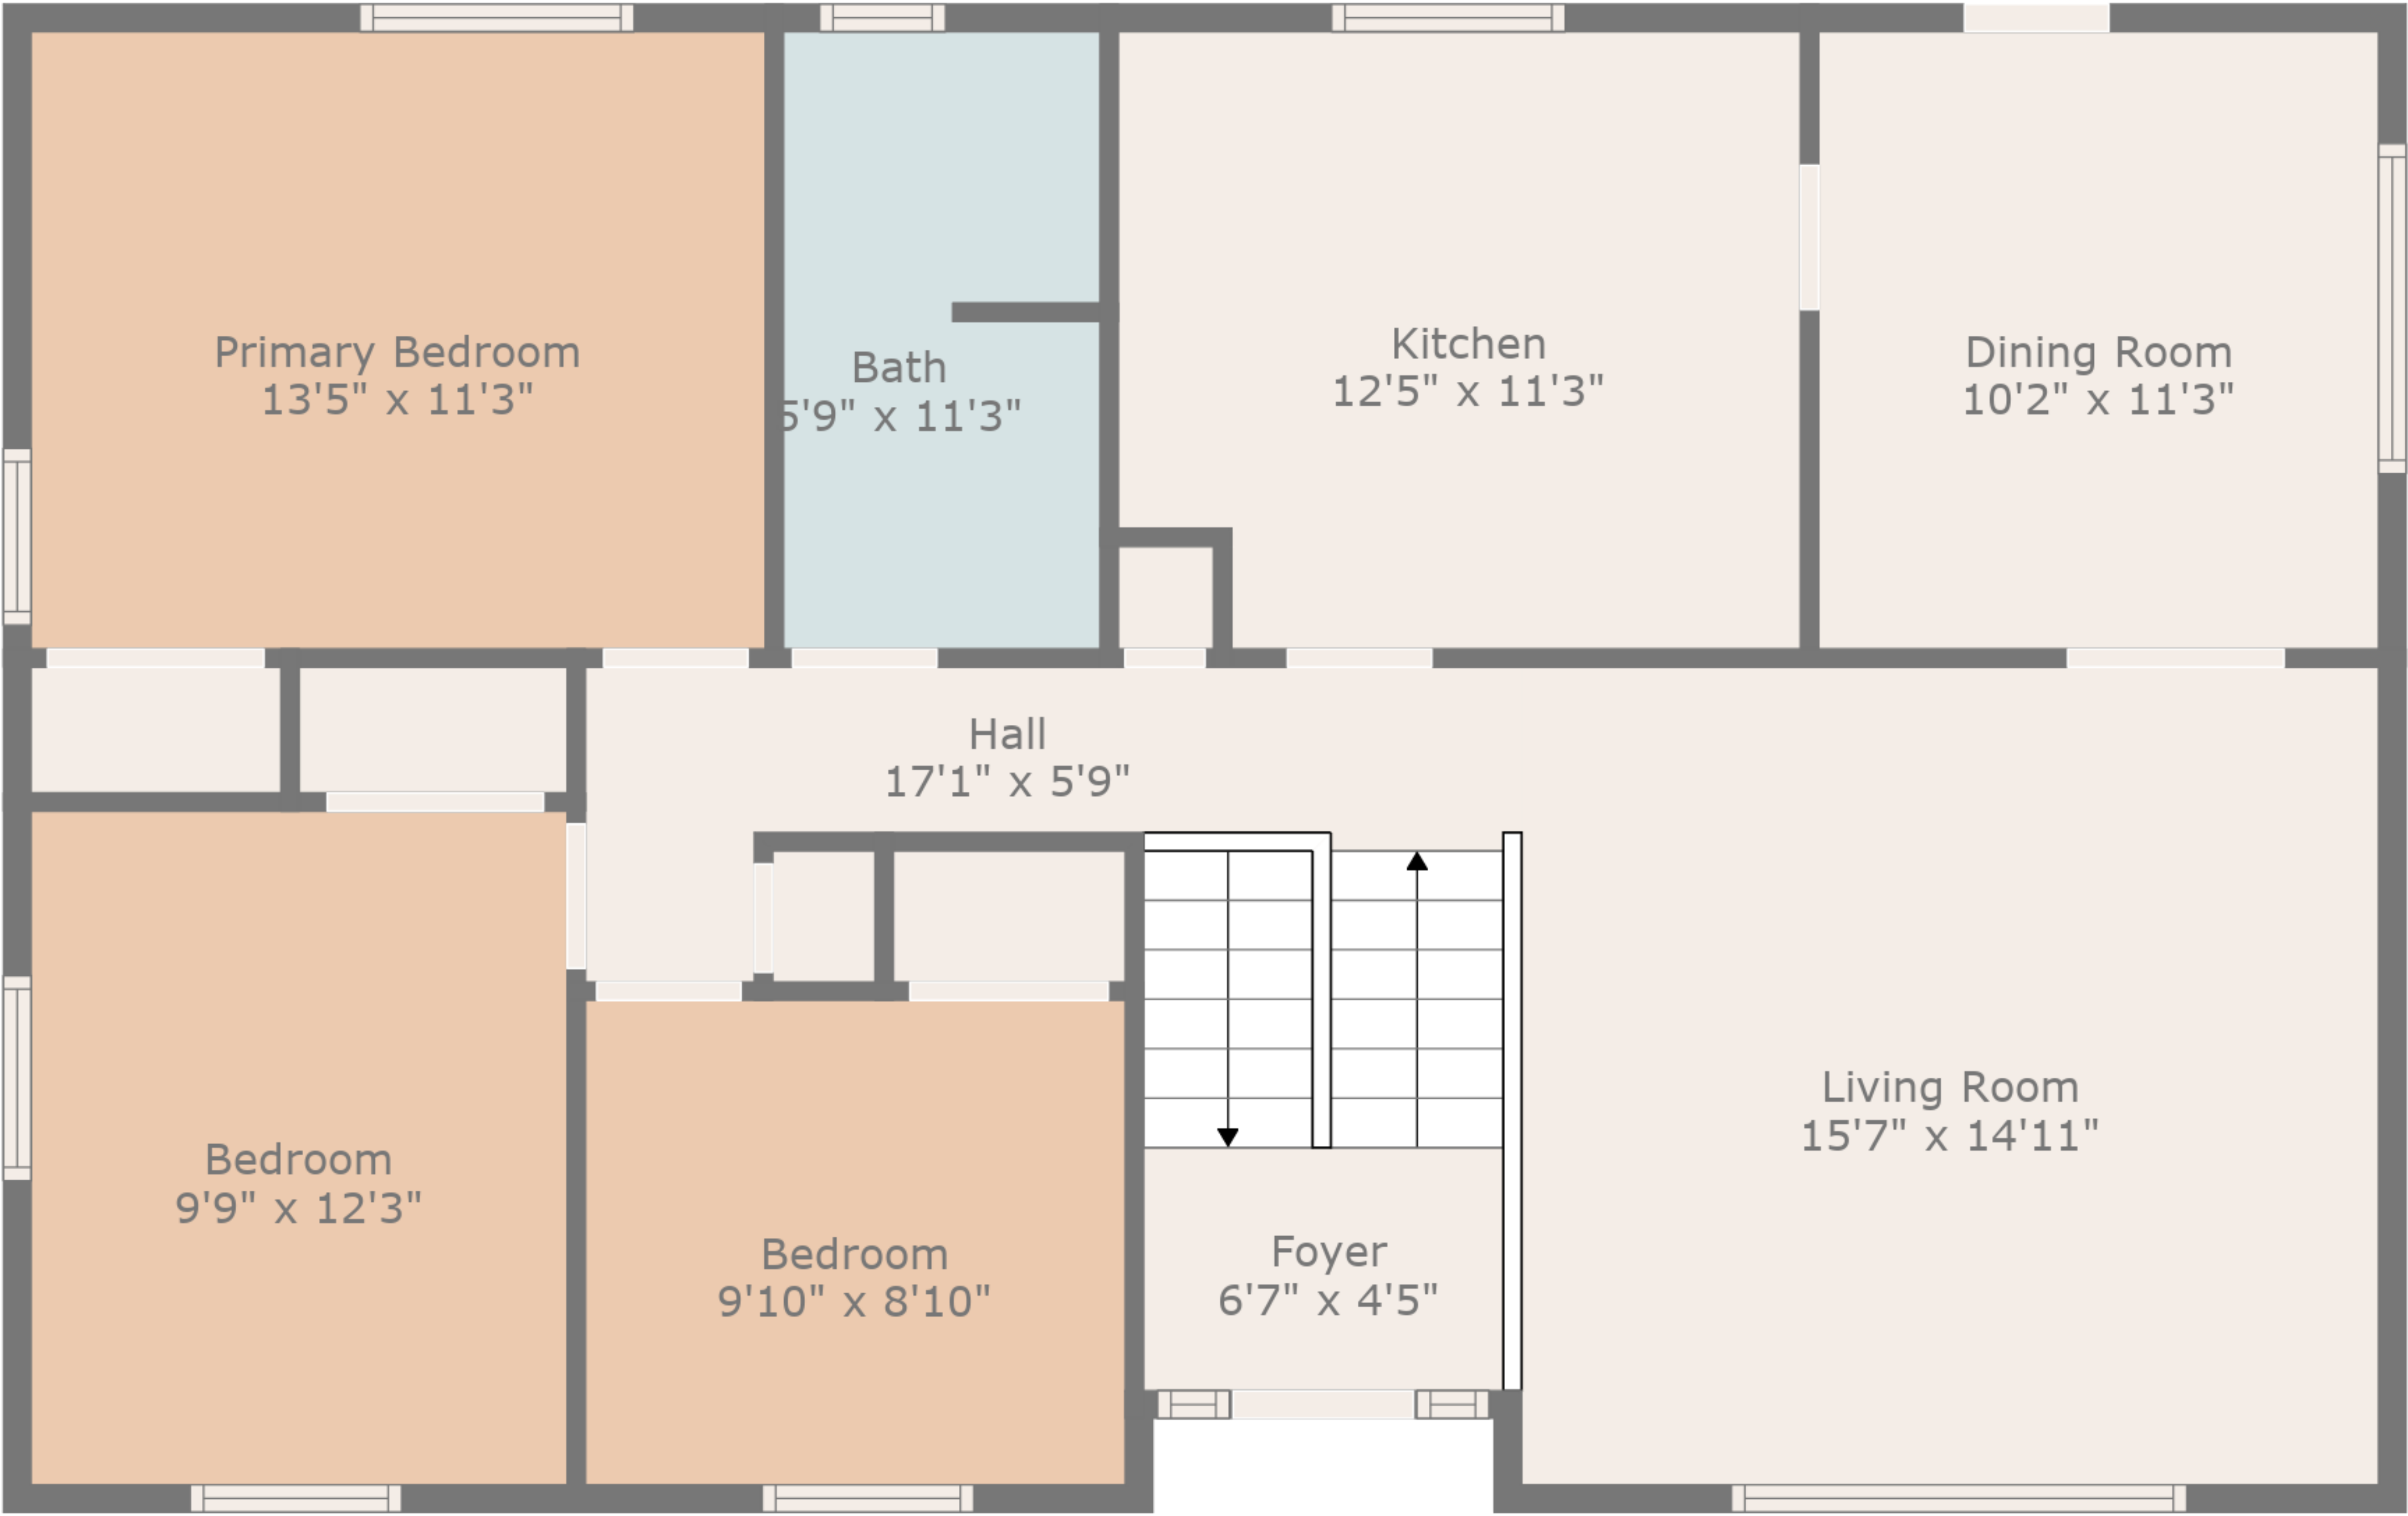 Primary Bedroom
13'5" x 11'3"
Bath
5'9" x 11'3"
Kitchen
12'5" x 11'3"
Dining Room
10'2" x 11'3"
Hall
17'1" x 5'9"
Living Room
15'7" x 14'11"
Bedroom
9'9" x 12'3"
Bedroom
9'10" x 8'10"
Foyer
6'7" x 4'5"